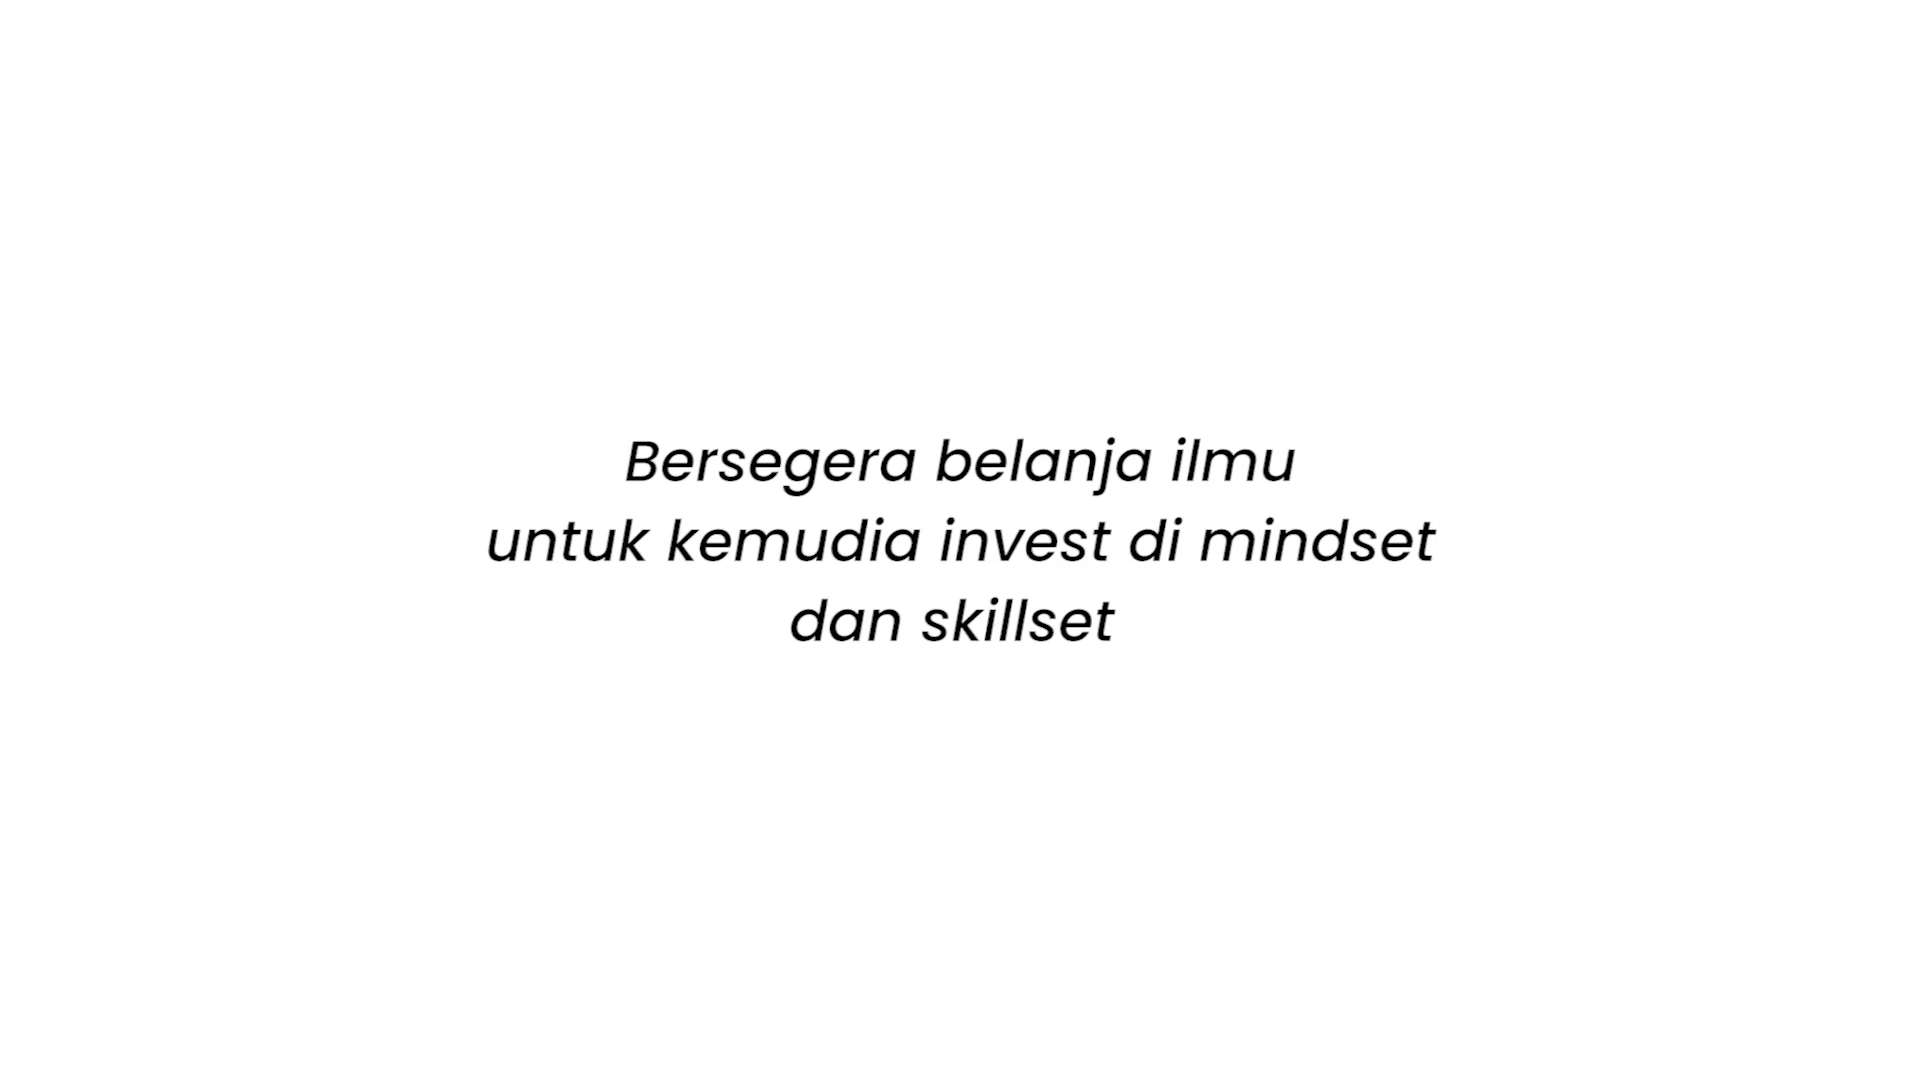 Bersegera belanja ilmu
untuk kemudia invest di mindset
dan skillset